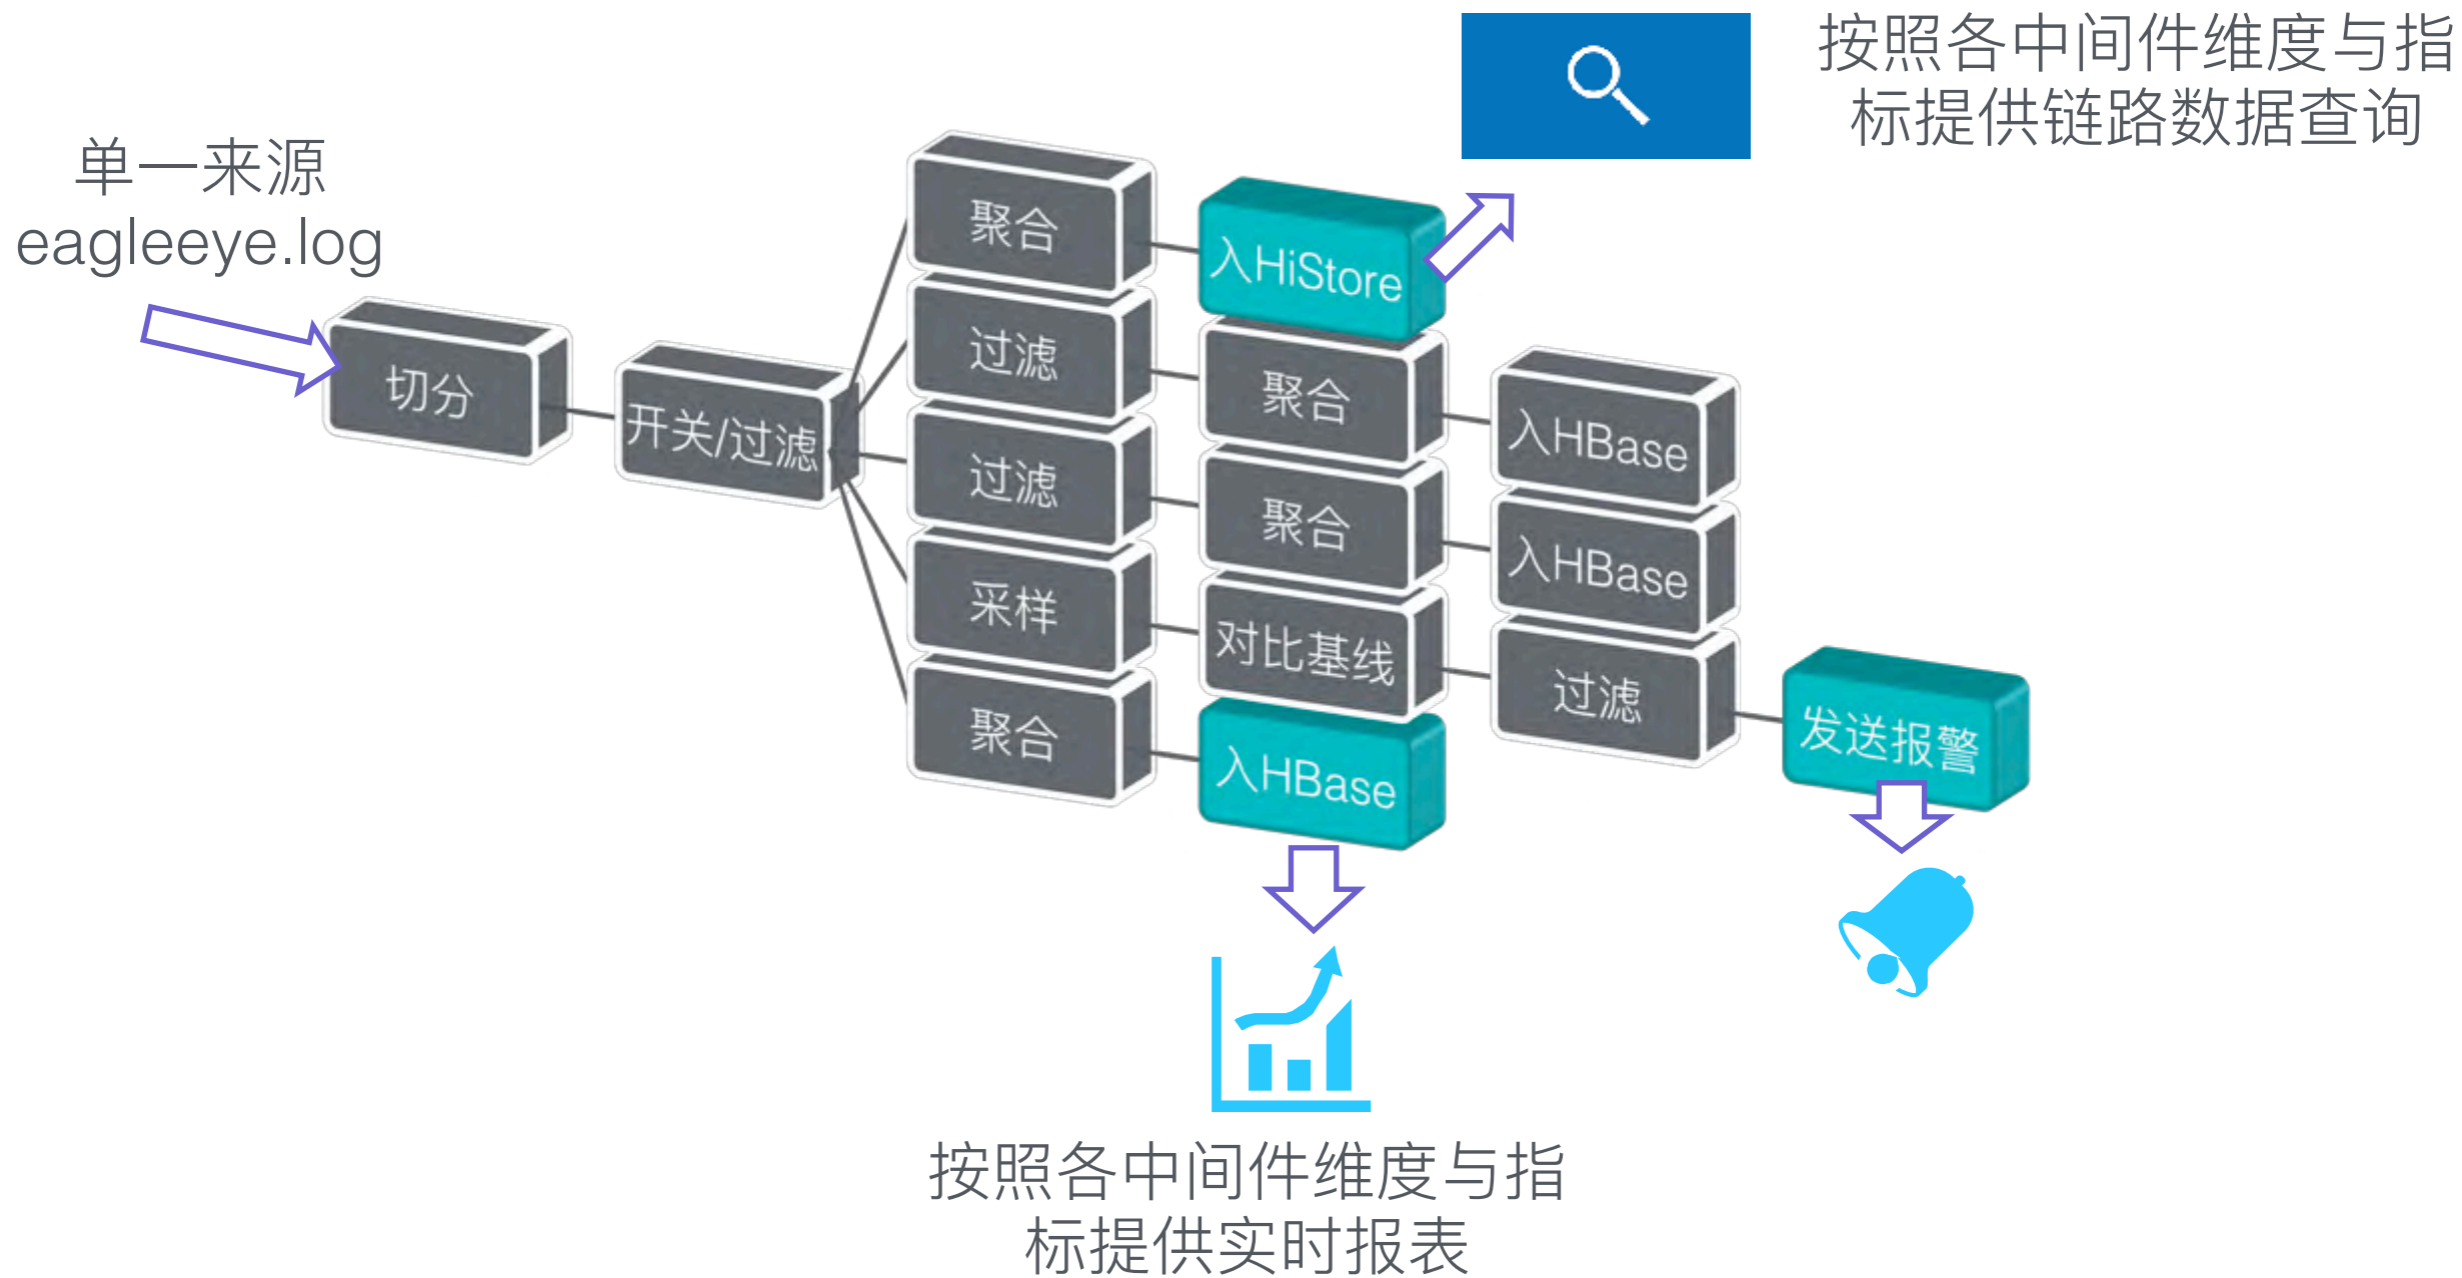 单一来源
eagleeye.log
按照各中间件维度与指
标提供链路数据查询
切分
开关/过滤
聚合
入HiStore
过滤
聚合
入HBase
过滤
聚合
入HBase
采样
对比基线
过滤
发送报警
聚合
入HBase
按照各中间件维度与指
标提供实时报表